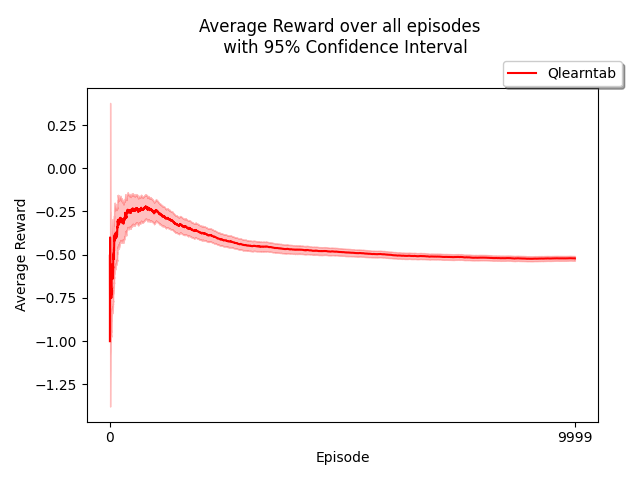 Average Reward over all episodes
with 95% Confidence Interval
Qlearntab
0.25
0.00
−0.25
−0.50
−0.75
−1.00
−1.25
Average Reward
0
9999
Episode